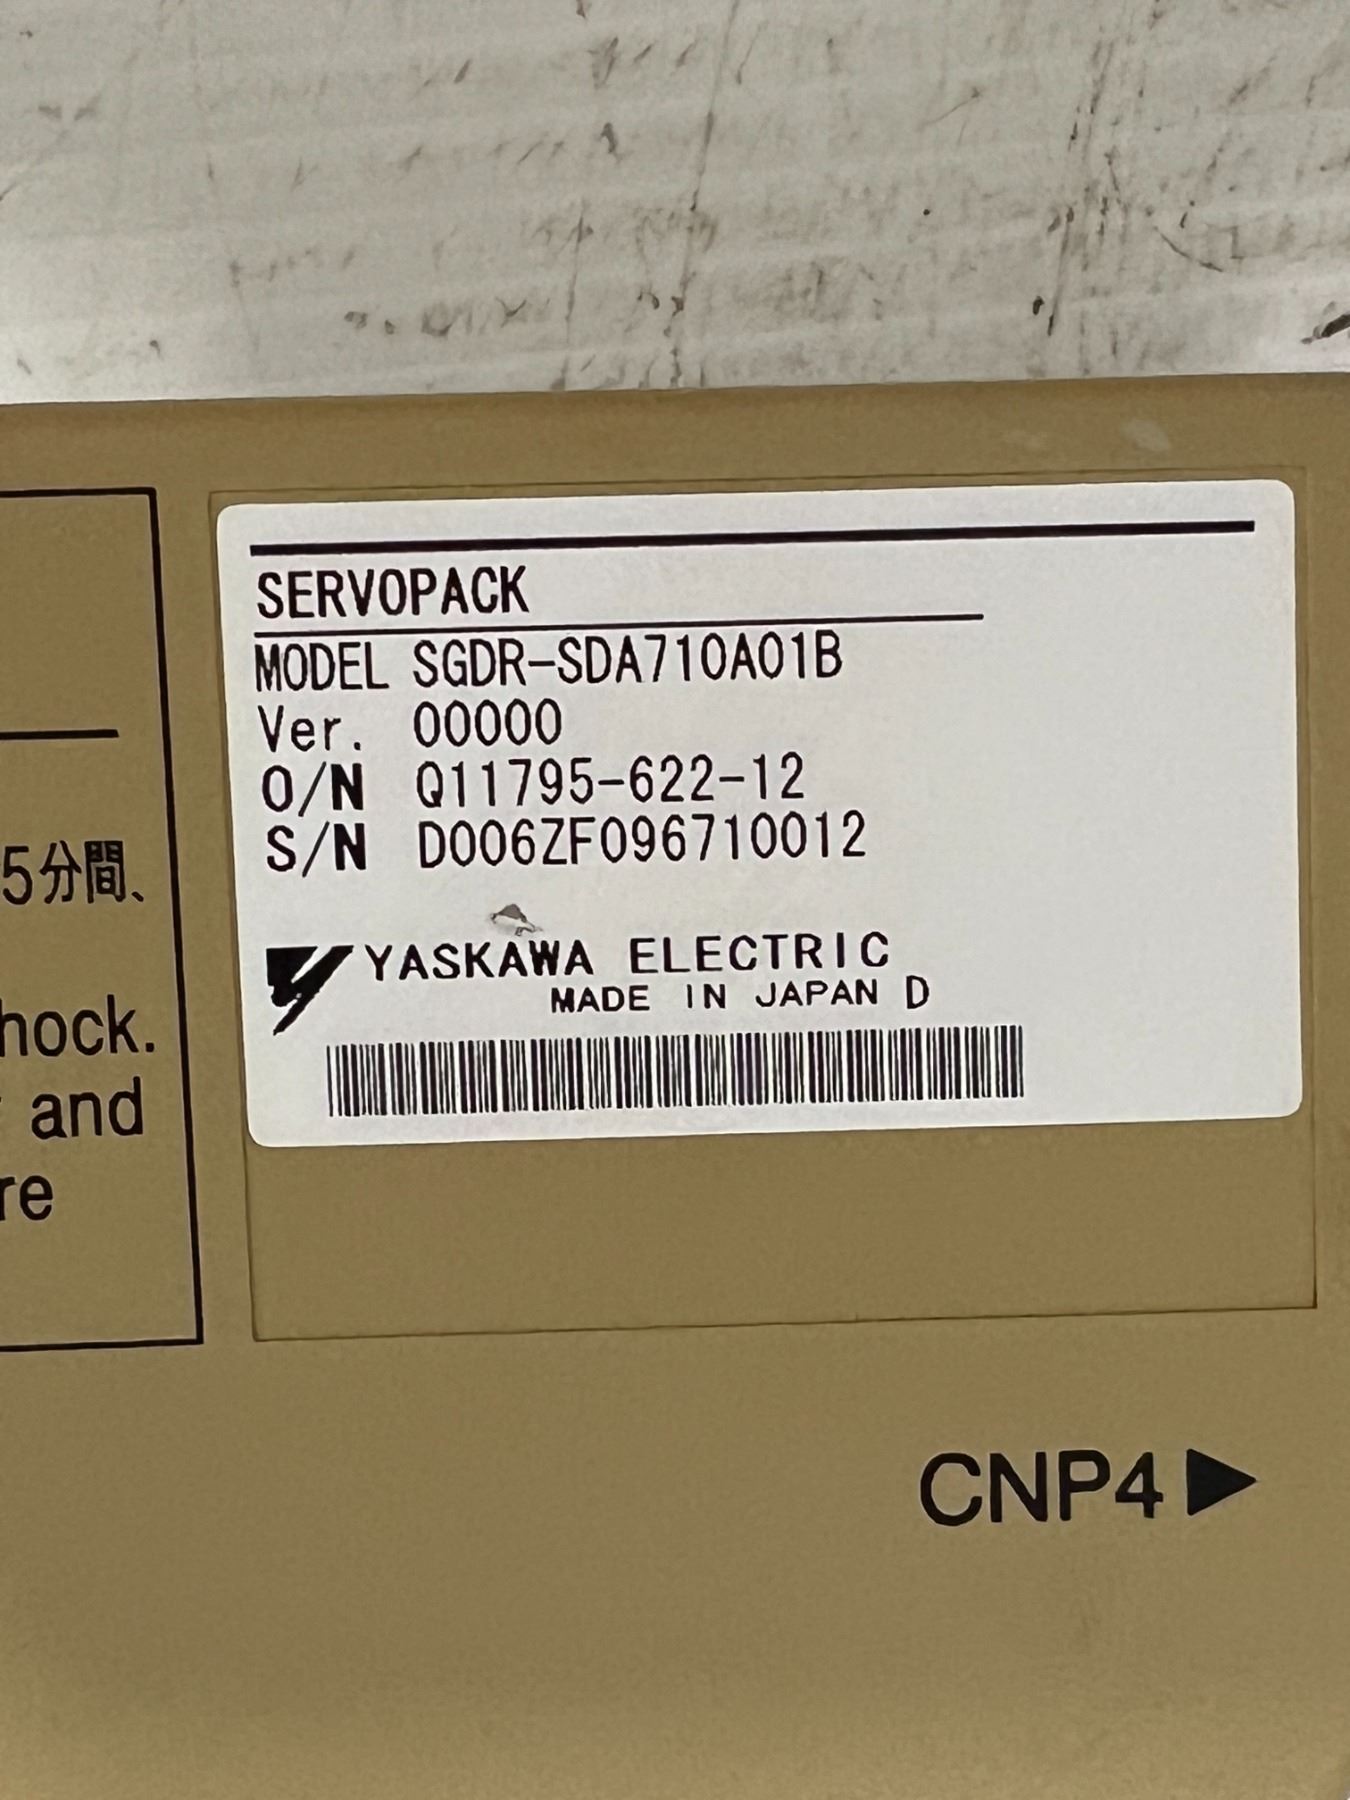 SERVOPACK
MODEL SGDR-SDA710A01B
Ver. 00000
O/N Q11795-622-12
S/N D006ZF096710012
YASKAWA ELECTRIC
MADE IN JAPAN D
5分間、
hock.
and
re
CNP4▶